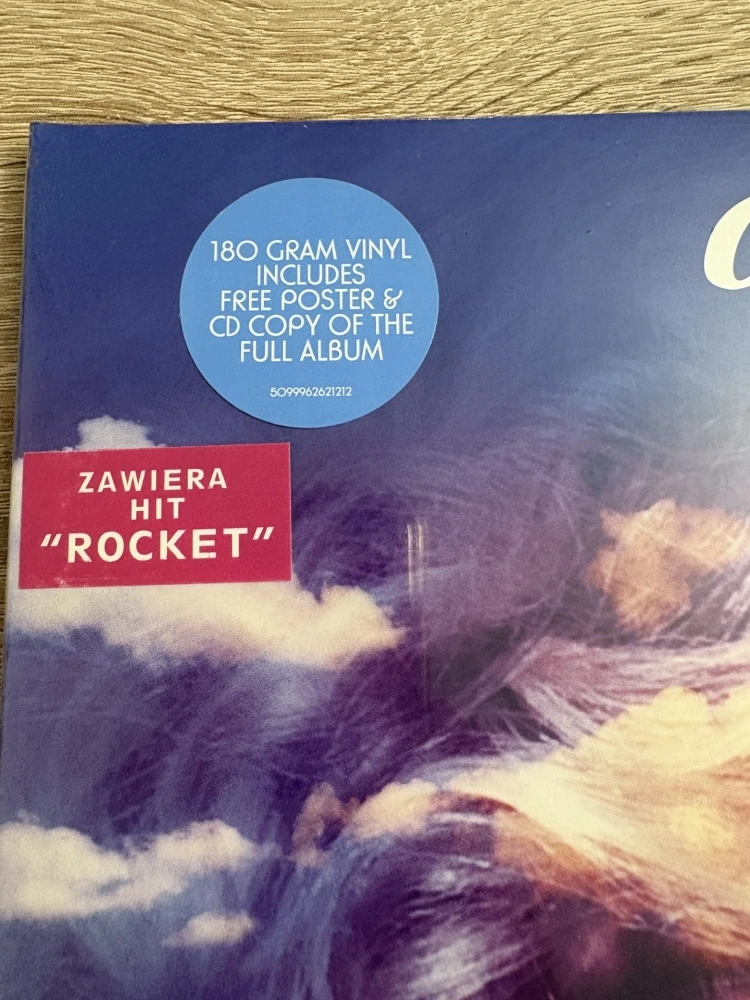 180 GRAM VINYL
INCLUDES
FREE POSTER &
CD COPY OF THE
FULL ALBUM
5099962621212
ZAWIERA
HIT
"ROCKET"